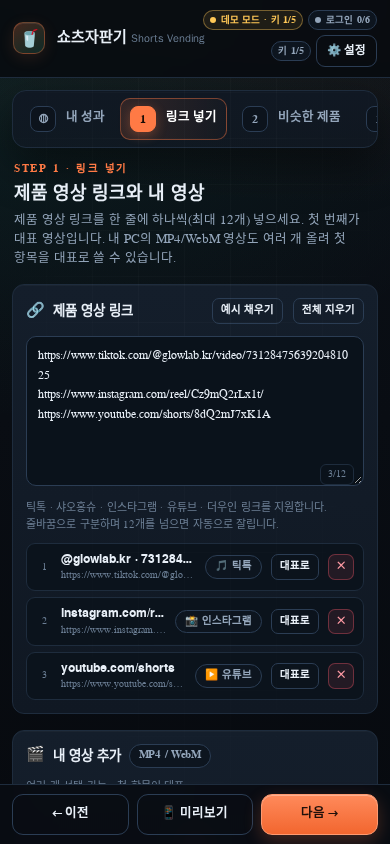 쇼츠자판기 Shorts Vending
데모 모드 · 키 1/5
로그인 0/6
키 1/5
⚙️ 설정
내 성과
1 링크 넣기
2 비슷한 제품
STEP 1 · 링크 넣기
제품 영상 링크와 내 영상
제품 영상 링크를 한 줄에 하나씩(최대 12개) 넣으세요. 첫 번째가
대표 영상입니다. 내 PC의 MP4/WebM 영상도 여러 개 올려 첫
항목을 대표로 쓸 수 있습니다.
🔗 제품 영상 링크
예시 채우기
전체 지우기
https://www.tiktok.com/@glowlab.kr/video/73128475639204810
25
https://www.instagram.com/reel/Cz9mQ2rLx1t/
https://www.youtube.com/shorts/8dQ2mJ7xK1A
3/12
틱톡 · 샤오홍슈 · 인스타그램 · 유튜브 · 더우인 링크를 지원합니다.
줄바꿈으로 구분하며 12개를 넘으면 자동으로 잘립니다.
1 @glowlab.kr · 731284... 🎵 틱톡 대표로 ✕
https://www.tiktok.com/@glo...
2 instagram.com/r... 📸 인스타그램 대표로 ✕
https://www.instagram....
3 youtube.com/shorts ▶️ 유튜브 대표로 ✕
https://www.youtube.com/s...
🎬 내 영상 추가 MP4 / WebM
← 이전
📱 미리보기
다음 →